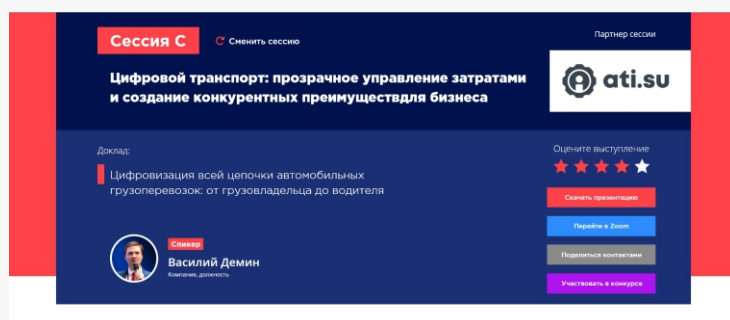 Сессия С
Сменить сессию
Партнер сессии
Цифровой транспорт: прозрачное управление затратами
и создание конкурентных преимуществдля бизнеса
ati.su
Доклад:
Цифровизация всей цепочки автомобильных
грузоперевозок: от грузовладельца до водителя
Оцените выступление
Скачать презентацию
Перейти в Zoom
Поделиться контактами
Участвовать в конкурсе
Спикер
Василий Демин
Компания, должность